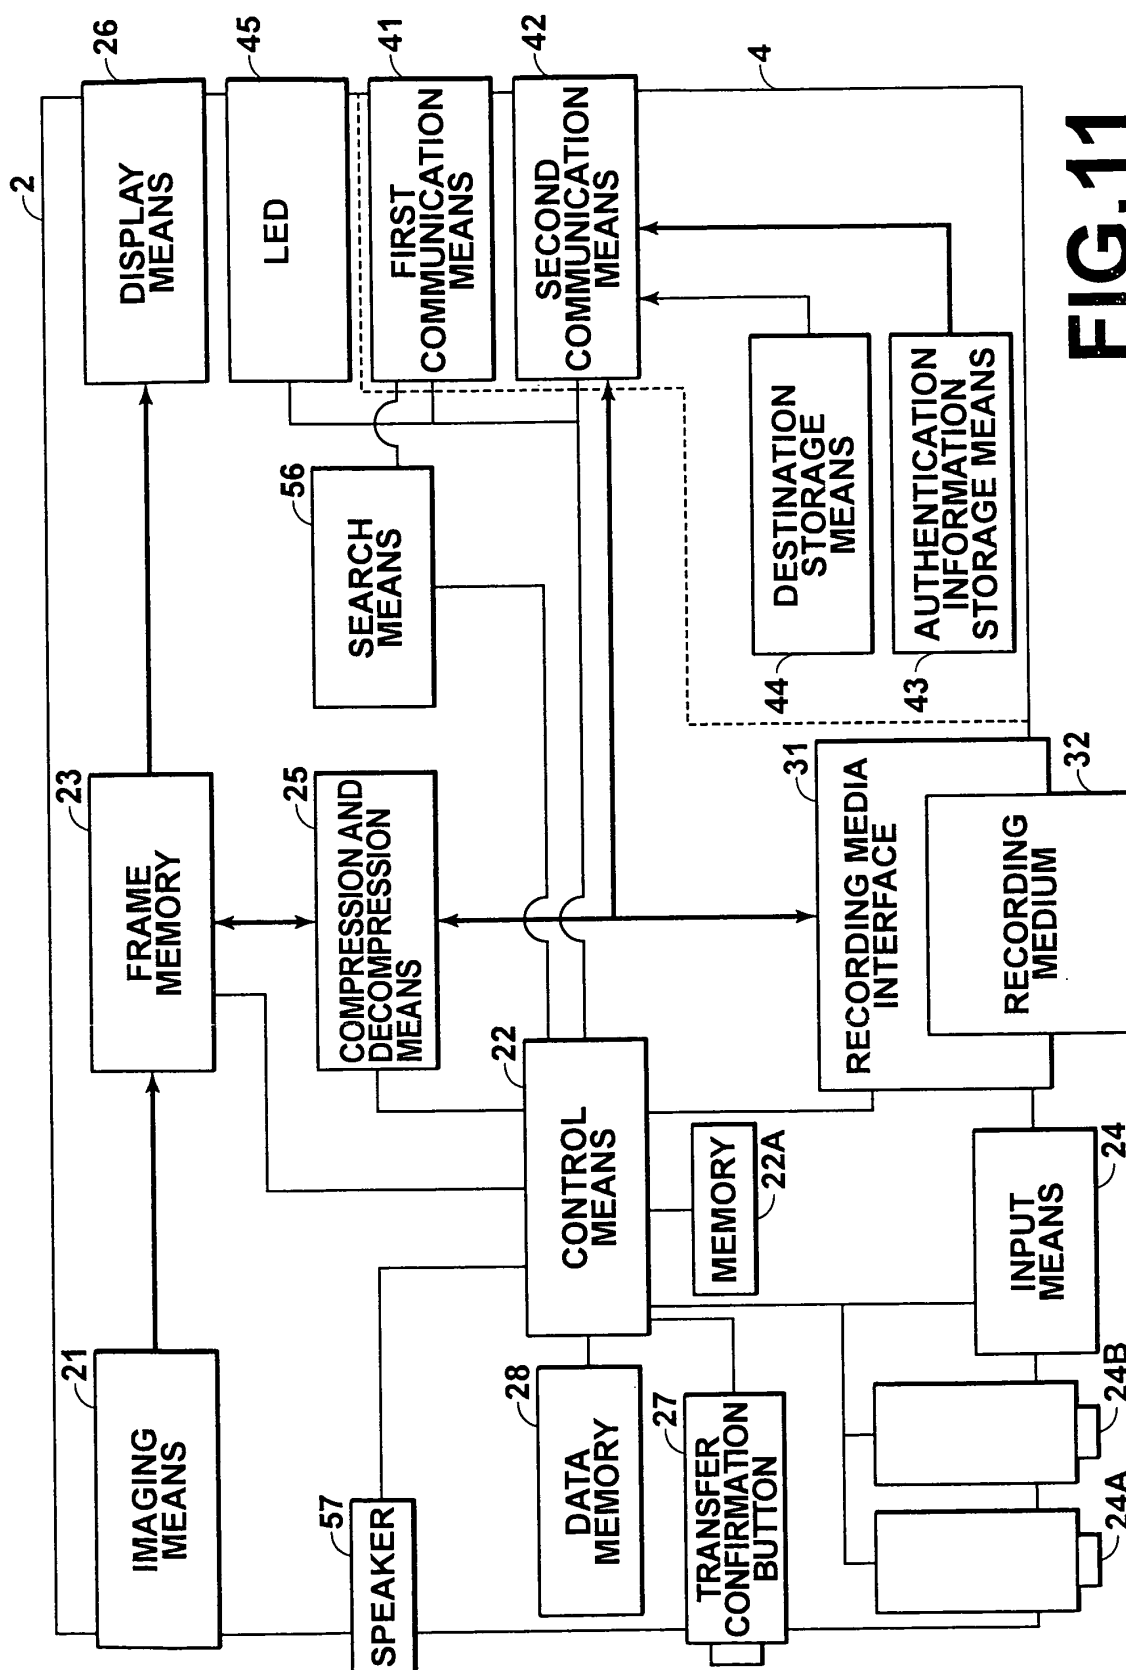 2
IMAGING
MEANS
21
FRAME
MEMORY
23
DISPLAY
MEANS
26
LED
45
SPEAKER
57
COMPRESSION AND
DECOMPRESSION
MEANS
25
SEARCH
MEANS
56
FIRST
COMMUNICATION
MEANS
41
DATA
MEMORY
28
CONTROL
MEANS
22
SECOND
COMMUNICATION
MEANS
42
TRANSFER
CONFIRMATION
BUTTON
27
MEMORY
22A
DESTINATION
STORAGE
MEANS
44
4
RECORDING MEDIA
INTERFACE
31
AUTHENTICATION
INFORMATION
STORAGE MEANS
43
INPUT
MEANS
24
RECORDING
MEDIUM
32
24A
24B
FIG.11